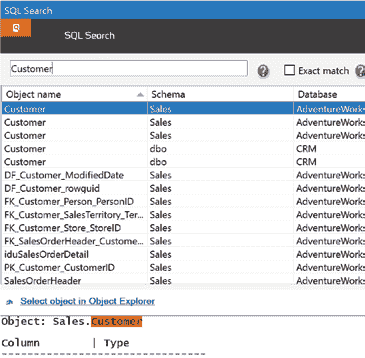 SQL Search
SQL Search
Customer
Exact match
Object name Schema Database
Customer Sales AdventureWorks
Customer Sales AdventureWorks
Customer Sales AdventureWorks
Customer dbo CRM
Customer dbo CRM
DF_Customer_ModifiedDate Sales AdventureWorks
DF_Customer_rowguid Sales AdventureWorks
FK_Customer_Person_PersonID Sales AdventureWorks
FK_Customer_SalesTerritory_Ter... Sales AdventureWorks
FK_Customer_Store_StoreID Sales AdventureWorks
FK_SalesOrderHeader_Custome... Sales AdventureWorks
iduSalesOrderDetail Sales AdventureWorks
PK_Customer_CustomerID Sales AdventureWorks
SalesOrderHeader Sales AdventureWorks
Select object in Object Explorer
Object: Sales.Customer
Column | Type